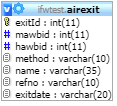 ifwtest.airexit
exitId : int(11)
mawbid : int(11)
hawbid : int(11)
method : varchar(10)
name : varchar(35)
refno : varchar(10)
exitdate : varchar(20)